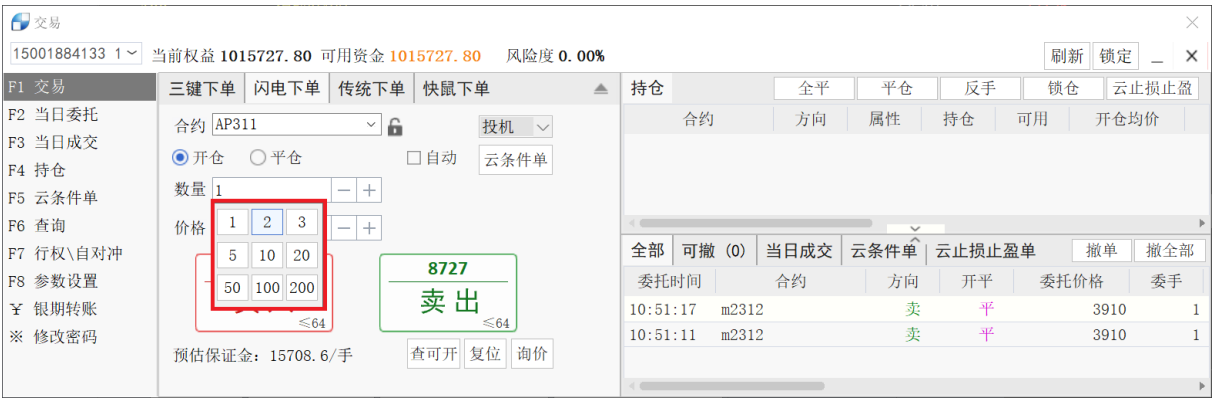 交易
15001884133 1 当前权益 1015727.80 可用资金 1015727.80 风险度 0.00% 刷新 锁定
F1 交易
F2 当日委托
F3 当日成交
F4 持仓
F5 云条件单
F6 查询
F7 行权\自对冲
F8 参数设置
¥ 银期转账
※ 修改密码
三键下单 闪电下单 传统下单 快鼠下单
合约 AP311 投机
开仓 平仓 自动 云条件单
数量 1
价格
1 2 3
5 10 20
50 100 200
≤64
8727
卖出
≤64
预估保证金: 15708.6/手 查可开 复位 询价
持仓 全平 平仓 反手 锁仓 云止损止盈
合约 方向 属性 持仓 可用 开仓均价
全部 可撤 (0) 当日成交 云条件单 云止损止盈单 撤单 撤全部
委托时间 合约 方向 开平 委托价格 委手
10:51:17 m2312 卖 平 3910 1
10:51:11 m2312 卖 平 3910 1